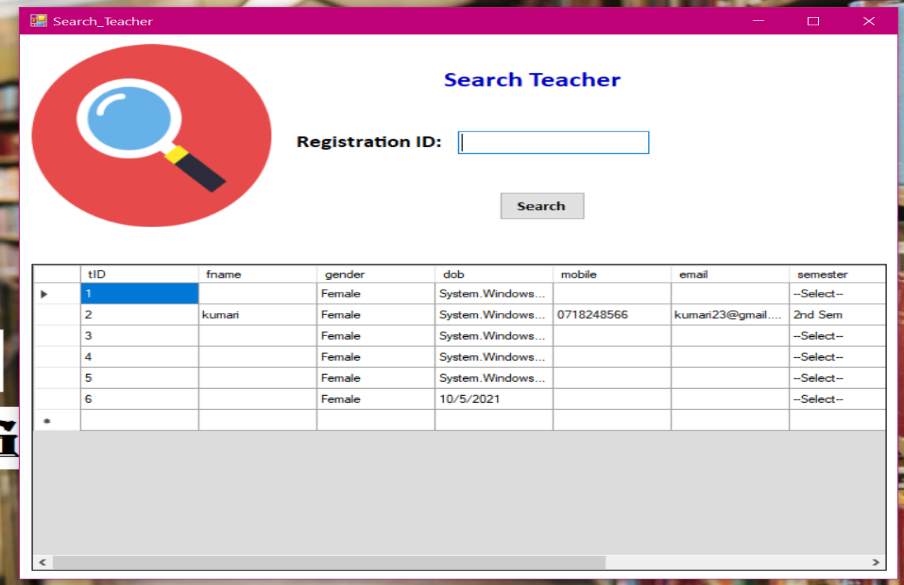 Search_Teacher
Search Teacher
Registration ID:
Search
tID fname gender dob mobile email semester
1 Female System.Windows... --Select--
2 kumari Female System.Windows... 0718248566 kumari23@gmail.... 2nd Sem
3 Female System.Windows... --Select--
4 Female System.Windows... --Select--
5 Female System.Windows... --Select--
6 Female 10/5/2021 --Select--